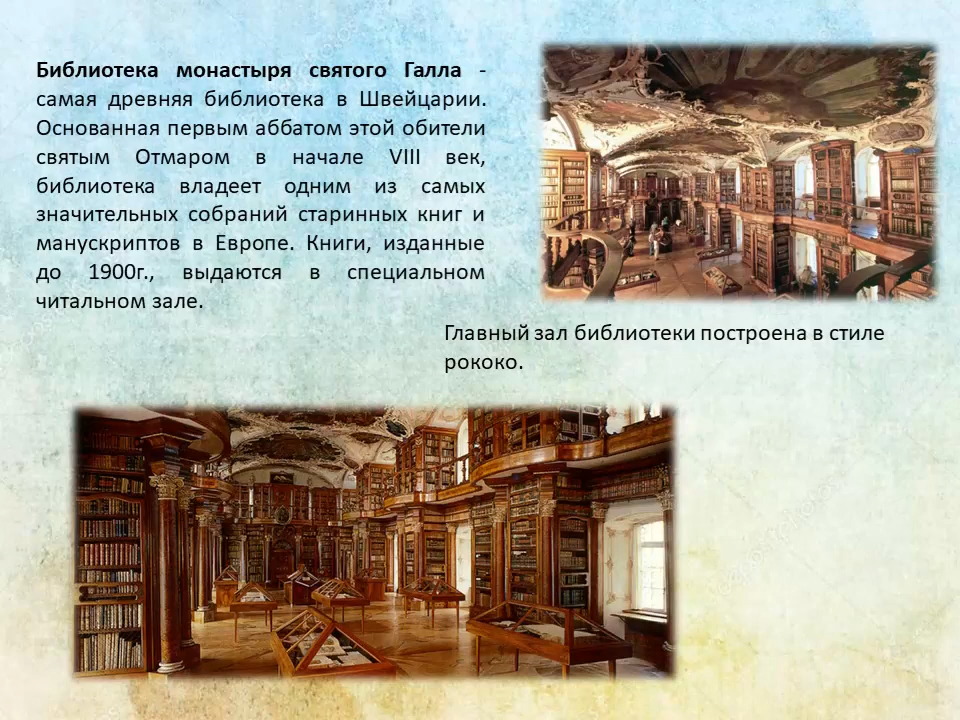 Библиотека монастыря святого Галла -
самая древняя библиотека в Швейцарии.
Основанная первым аббатом этой обители
святым Отмаром в начале VIII век,
библиотека владеет одним из самых
значительных собраний старинных книг и
манускриптов в Европе. Книги, изданные
до 1900г., выдаются в специальном
читальном зале.
Главный зал библиотеки построена в стиле
рококо.